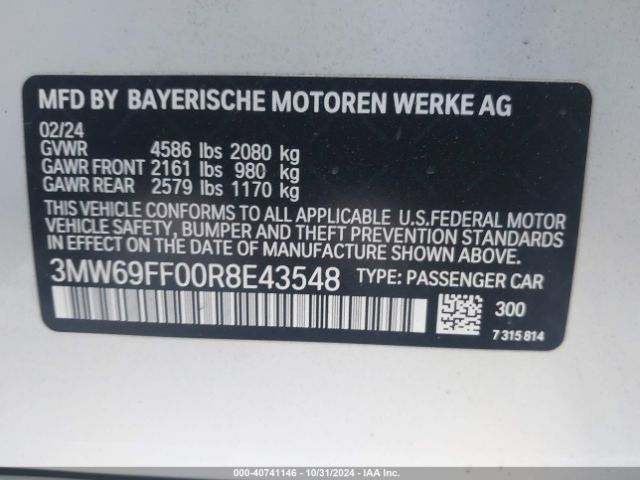 MFD BY BAYERISCHE MOTOREN WERKE AG
02/24
GVWR 4586 lbs 2080 kg
GAWR FRONT 2161 lbs 980 kg
GAWR REAR 2579 lbs 1170 kg
THIS VEHICLE CONFORMS TO ALL APPLICABLE U.S.FEDERAL MOTOR
VEHICLE SAFETY, BUMPER AND THEFT PREVENTION STANDARDS
IN EFFECT ON THE DATE OF MANUFACTURE SHOWN ABOVE.
3MW69FF00R8E43548 TYPE: PASSENGER CAR
300
7 315 814
000-40741146 - 10/31/2024 - IAA Inc.